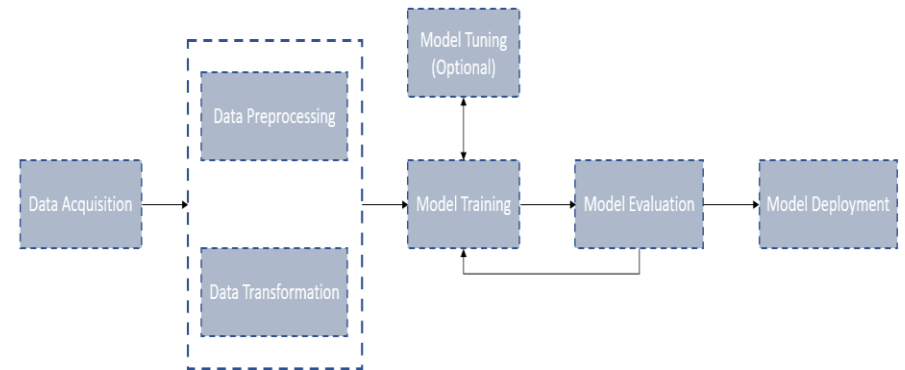 Model Tuning
(Optional)
Data Preprocessing
Data Acquisition
Model Training
Model Evaluation
Model Deployment
Data Transformation